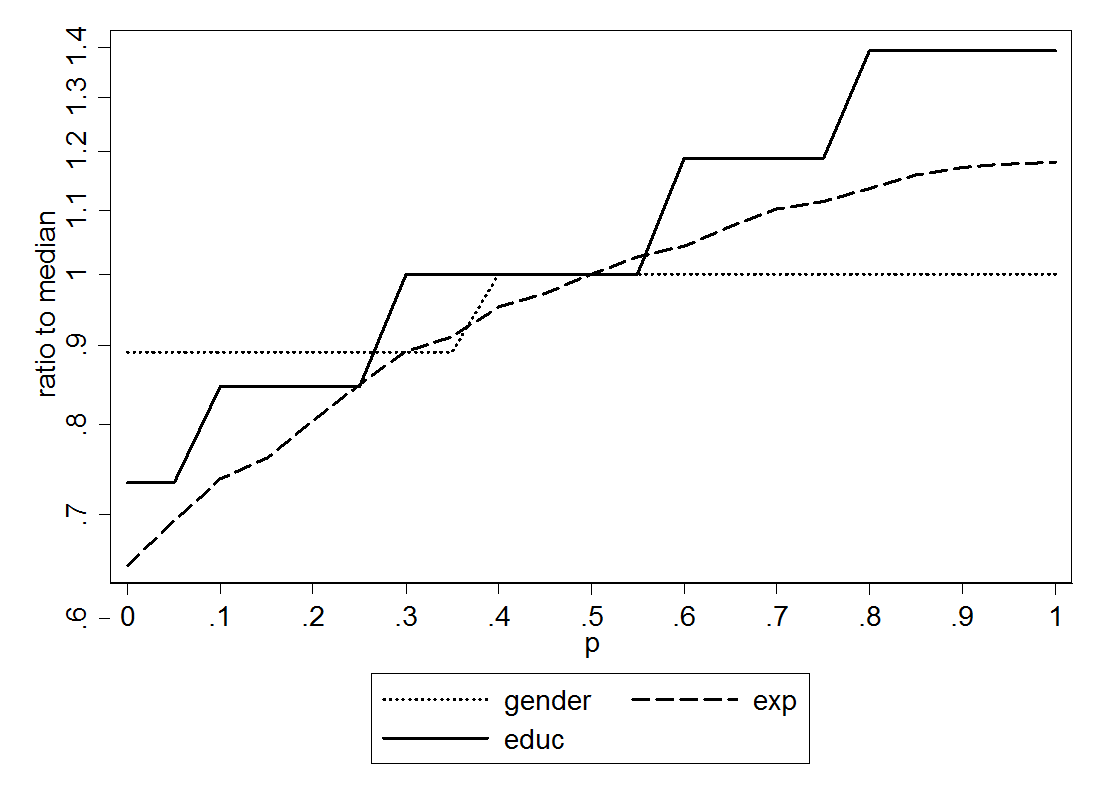 ratio to median
1.4
1.3
1.2
1.1
1
.9
.8
.7
.6
0 .1 .2 .3 .4 .5 .6 .7 .8 .9 1
p
gender exp
educ